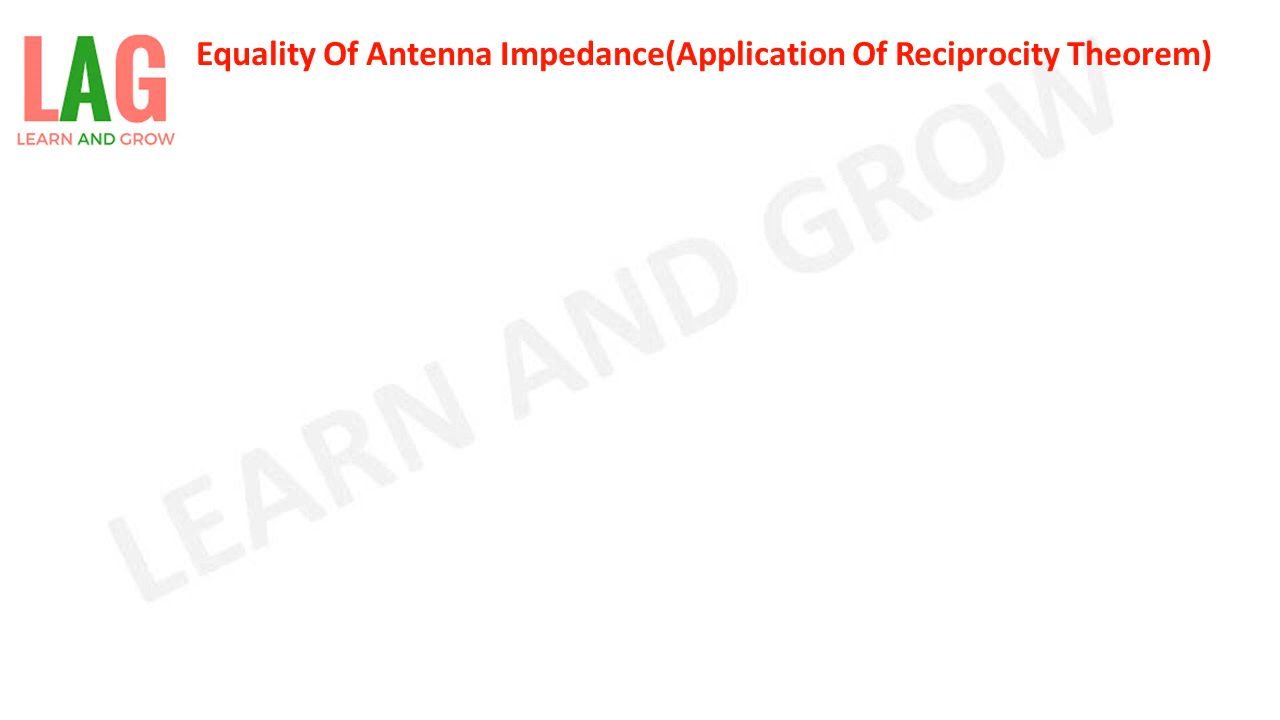 LAG
LEARN AND GROW
Equality Of Antenna Impedance(Application Of Reciprocity Theorem)
LEARN AND GROW